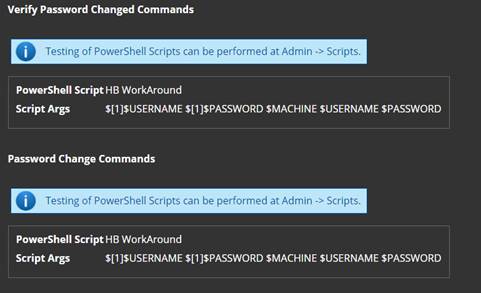 Verify Password Changed Commands
Testing of PowerShell Scripts can be performed at Admin -> Scripts.
PowerShell Script HB WorkAround
Script Args $[1]$USERNAME $[1]$PASSWORD $MACHINE $USERNAME $PASSWORD
Password Change Commands
Testing of PowerShell Scripts can be performed at Admin -> Scripts.
PowerShell Script HB WorkAround
Script Args $[1]$USERNAME $[1]$PASSWORD $MACHINE $USERNAME $PASSWORD